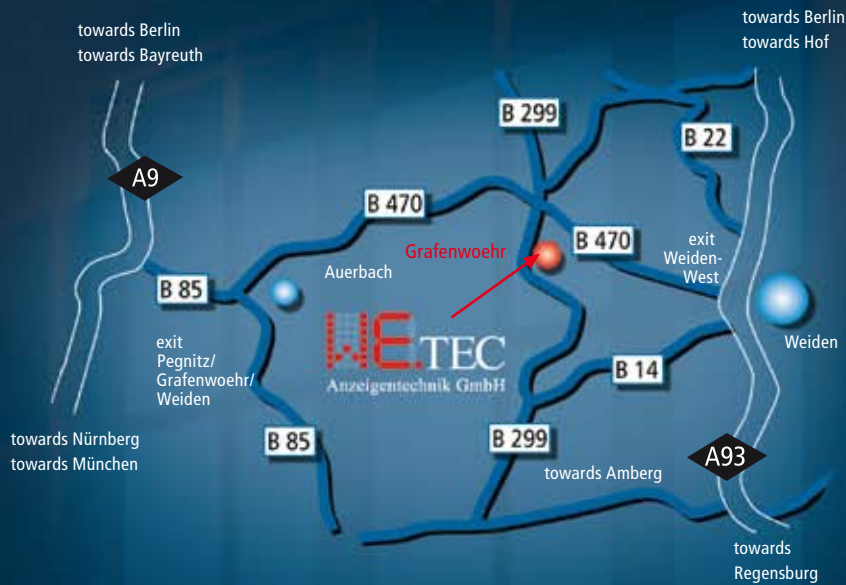 towards Berlin
towards Bayreuth
towards Berlin
towards Hof
B 299
B 22
A9
B 470
Grafenwoehr
B 470
exit
Weiden-
West
Auerbach
B 85
exit
Pegnitz/
Grafenwoehr/
Weiden
WE.TEC
Anzeigentechnik GmbH
Weiden
B 14
towards Nürnberg
towards München
B 85
B 299
A93
towards Amberg
towards
Regensburg